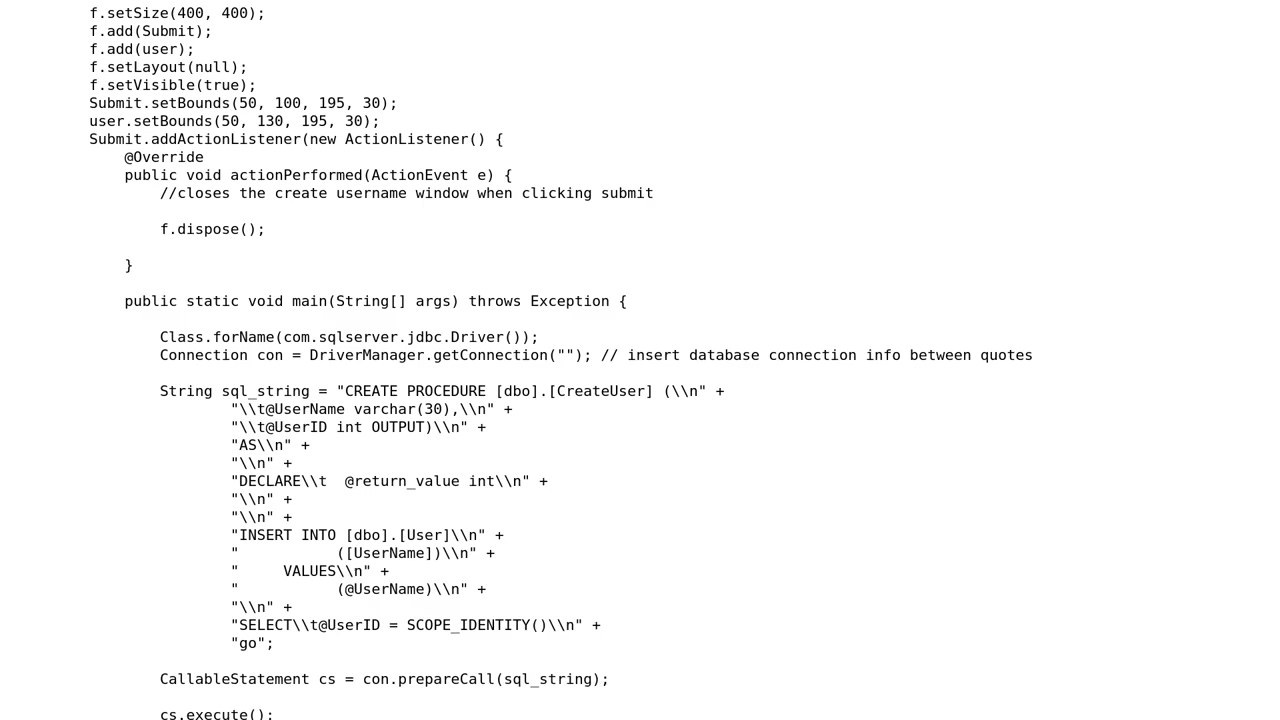 f.setSize(400, 400);
f.add(Submit);
f.add(user);
f.setLayout(null);
f.setVisible(true);
Submit.setBounds(50, 100, 195, 30);
user.setBounds(50, 130, 195, 30);
Submit.addActionListener(new ActionListener() {
    @Override
    public void actionPerformed(ActionEvent e) {
        //closes the create username window when clicking submit

        f.dispose();

    }

    public static void main(String[] args) throws Exception {

        Class.forName(com.sqlserver.jdbc.Driver());
        Connection con = DriverManager.getConnection(""); // insert database connection info between quotes

        String sql_string = "CREATE PROCEDURE [dbo].[CreateUser] (\\n" +
                "\\t@UserName varchar(30),\\n" +
                "\\t@UserID int OUTPUT)\\n" +
                "AS\\n" +
                "\\n" +
                "DECLARE\\t  @return_value int\\n" +
                "\\n" +
                "\\n" +
                "INSERT INTO [dbo].[User]\\n" +
                "           ([UserName])\\n" +
                "     VALUES\\n" +
                "           (@UserName)\\n" +
                "\\n" +
                "SELECT\\t@UserID = SCOPE_IDENTITY()\\n" +
                "go";

        CallableStatement cs = con.prepareCall(sql_string);

        cs.execute();